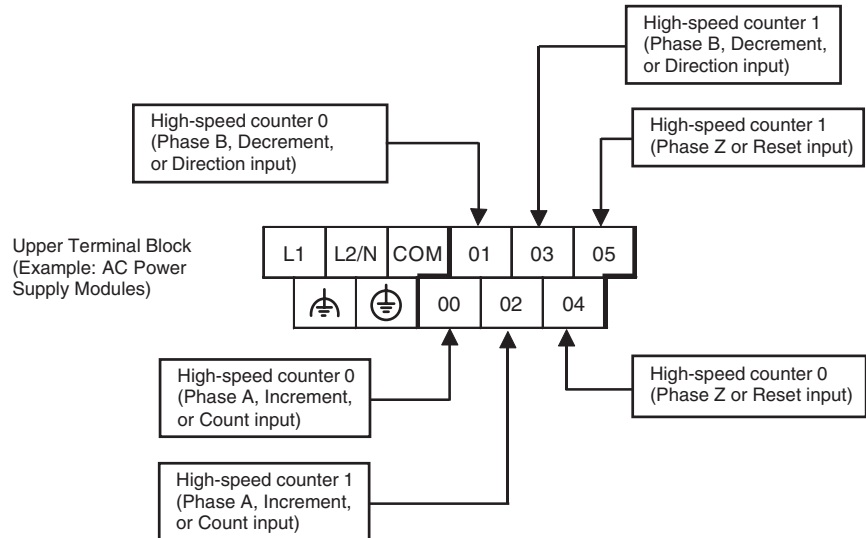 High-speed counter 1
(Phase B, Decrement,
or Direction input)
High-speed counter 0
(Phase B, Decrement,
or Direction input)
High-speed counter 1
(Phase Z or Reset input)
Upper Terminal Block
(Example: AC Power
Supply Modules)
L1 L2/N COM 01 03 05
00 02 04
High-speed counter 0
(Phase A, Increment,
or Count input)
High-speed counter 0
(Phase Z or Reset input)
High-speed counter 1
(Phase A, Increment,
or Count input)